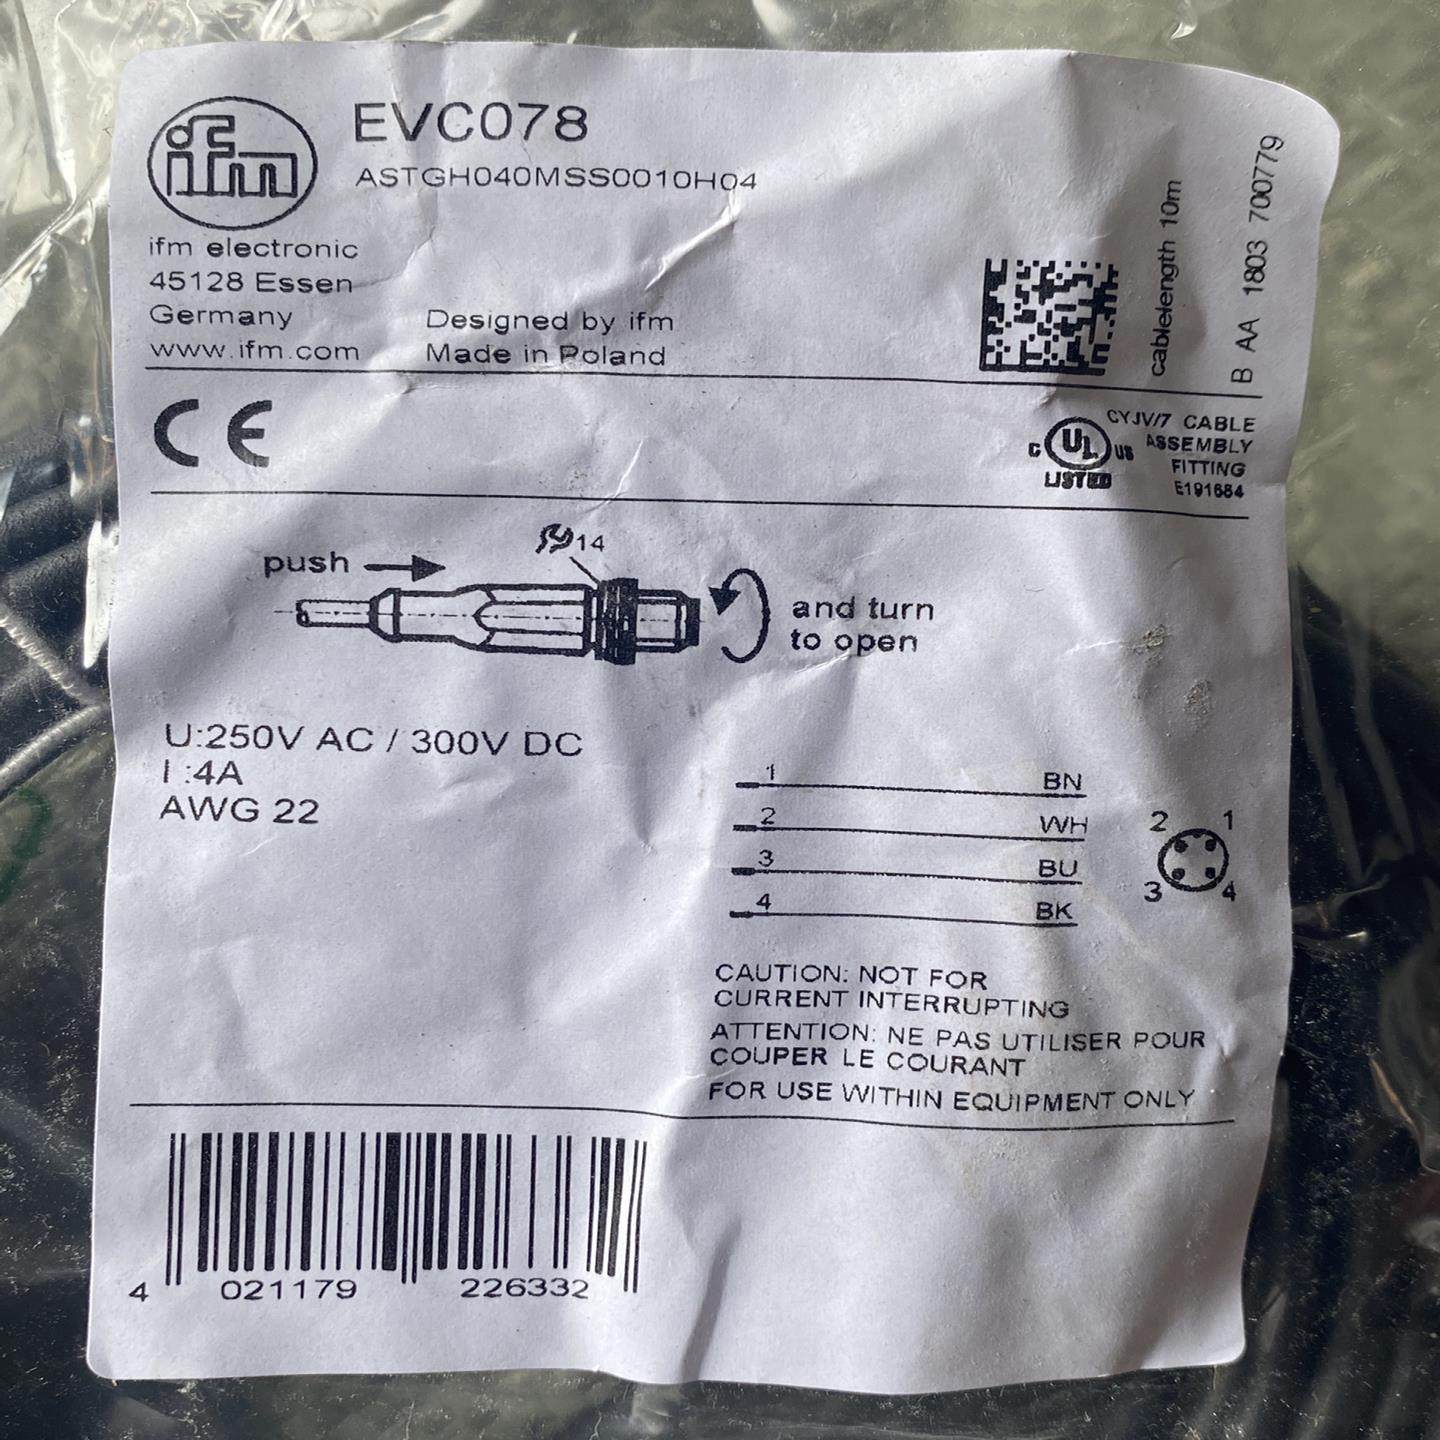 ifm
EVC078
ASTGH040MSS0010H04
ifm electronic
45128 Essen
Germany
www.ifm.com
Designed by ifm
Made in Poland
cablelength 10m
B AA 1803 700779
CE
C UL US
LISTED
CYJV/7 CABLE
ASSEMBLY
FITTING
E191684
push
14
and turn
to open
U:250V AC / 300V DC
I :4A
AWG 22
1 BN
2 WH
3 BU
4 BK
2 1
3 4
CAUTION: NOT FOR
CURRENT INTERRUPTING
ATTENTION: NE PAS UTILISER POUR
COUPER LE COURANT
FOR USE WITHIN EQUIPMENT ONLY
4 021179 226332